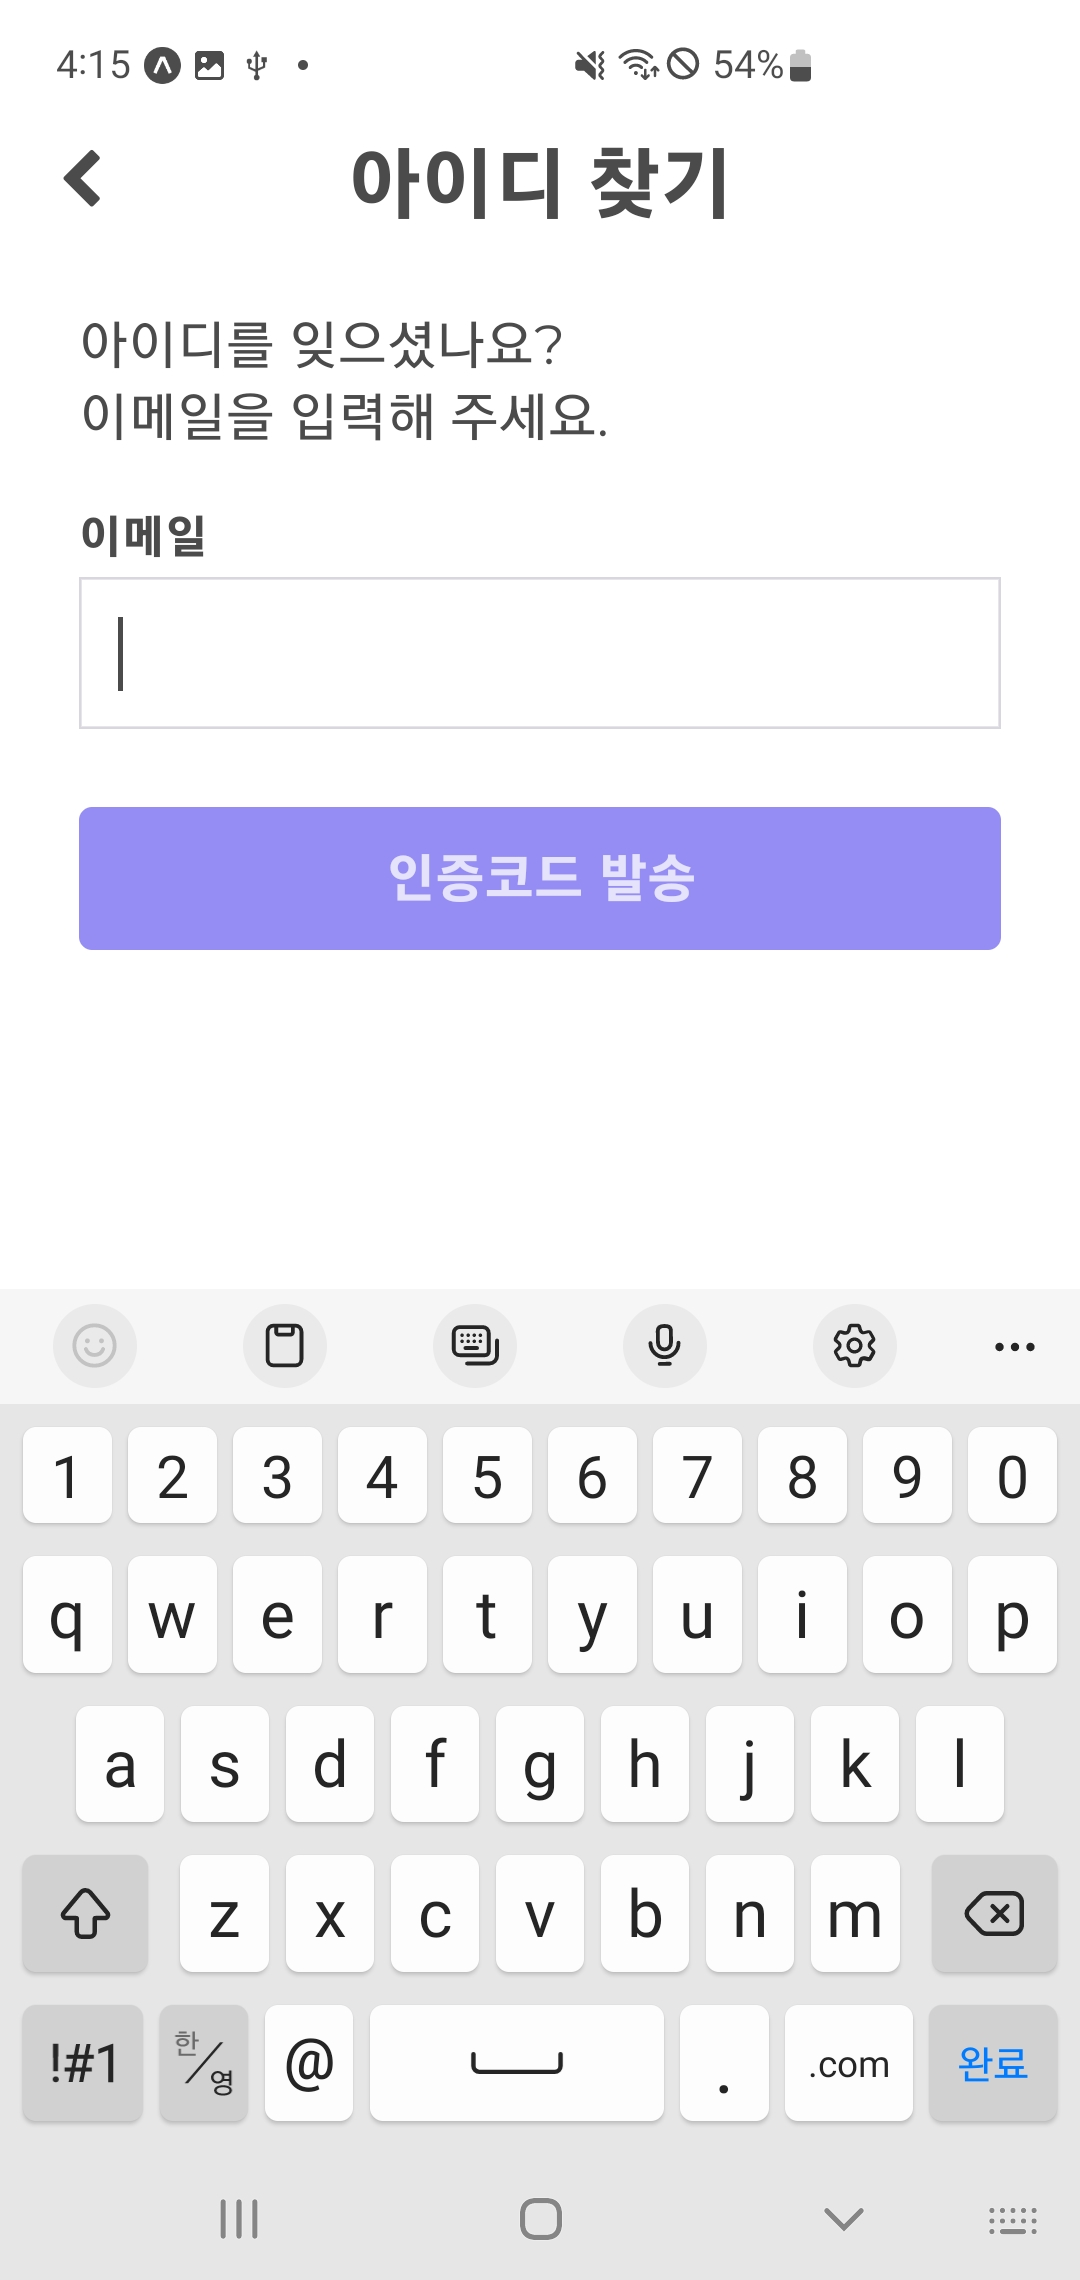 4:15
54%
아이디 찾기
아이디를 잊으셨나요?
이메일을 입력해 주세요.
이메일
인증코드 발송
1 2 3 4 5 6 7 8 9 0
q w e r t y u i o p
a s d f g h j k l
z x c v b n m
!#1 한/영 @ . .com 완료